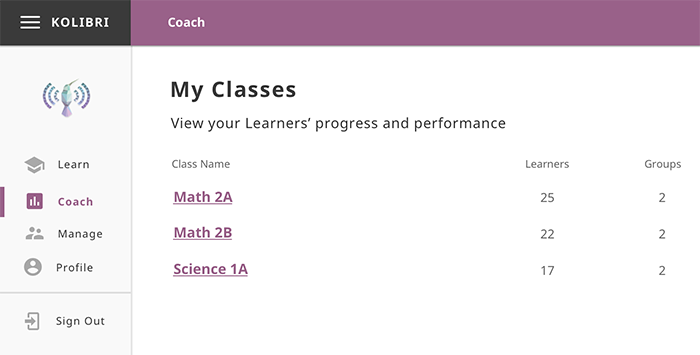 KOLIBRI
Coach
Learn
Coach
Manage
Profile
Sign Out
My Classes
View your Learners’ progress and performance
Class Name Learners Groups
Math 2A 25 2
Math 2B 22 2
Science 1A 17 2